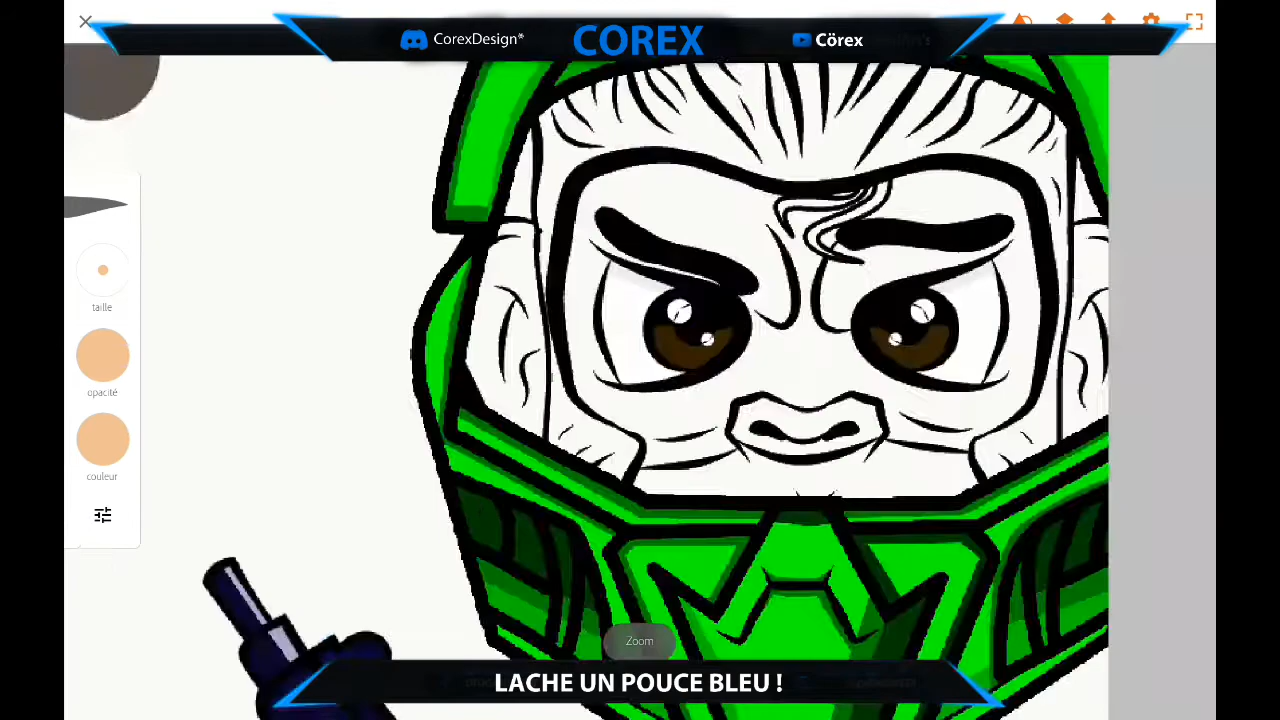 CorexDesign*
COREX
Cörex
taille
opacité
couleur
Zoom
LACHE UN POUCE BLEU !